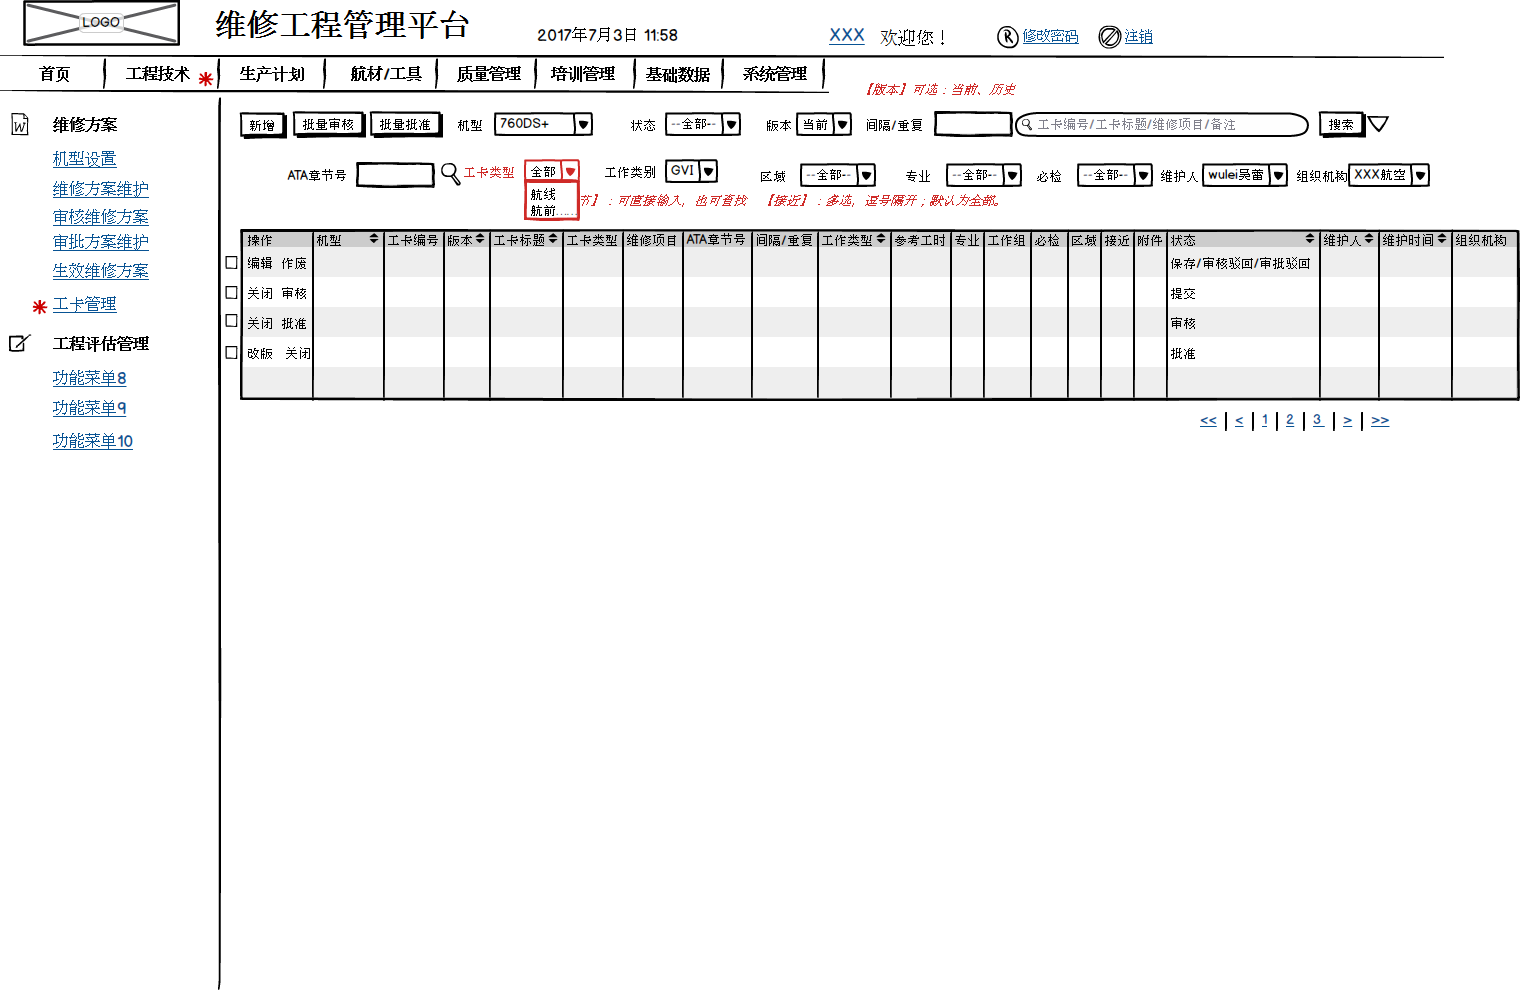 LOGO 维修工程管理平台 2017年7月3日 11:58 XXX 欢迎您！ 修改密码 注销
首页 工程技术 生产计划 航材/工具 质量管理 培训管理 基础数据 系统管理
【版本】可选：当前、历史
新增 批量审核 批量批准 机型 760DS+ 状态 --全部-- 版本 当前 间隔/重复 工卡编号/工卡标题/维修项目/备注 搜索
ATA章节号 工卡类型 全部 工作类别 GVI 区域 --全部-- 专业 --全部-- 必检 --全部-- 维护人 wulei吴蕾 组织机构 XXX航空
航线
航前......
节】：可直接输入，也可查找 【接近】：多选，逗号隔开；默认为全部。
操作 机型 工卡编号 版本 工卡标题 工卡类型 维修项目 ATA章节号 间隔/重复 工作类型 参考工时 专业 工作组 必检 区域 接近 附件 状态 维护人 维护时间 组织机构
编辑 作废 保存/审核驳回/审批驳回
关闭 审核 提交
关闭 批准 审核
改版 关闭 批准
<< | < | 1 | 2 | 3 | > | >>
W 维修方案
机型设置
维修方案维护
审核维修方案
审批方案维护
生效维修方案
工卡管理
工程评估管理
功能菜单8
功能菜单9
功能菜单10